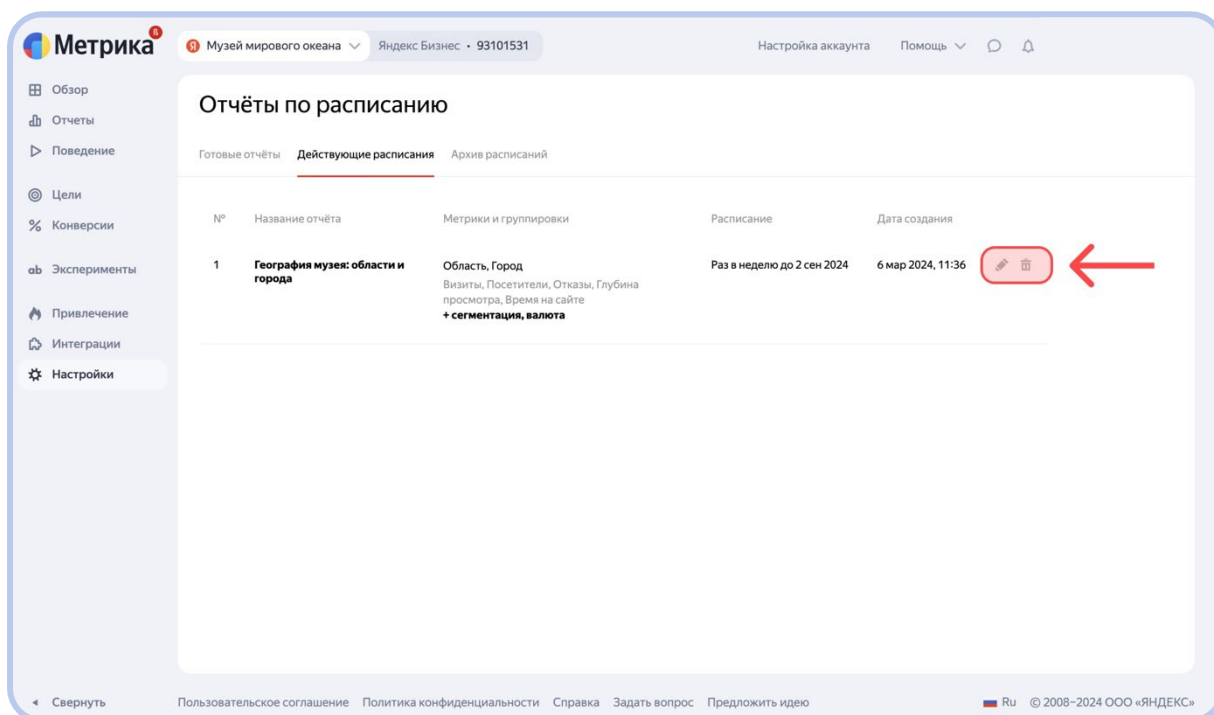 Метрика β
Я Музей мирового океана
Яндекс Бизнес • 93101531
Настройка аккаунта
Помощь
Обзор
Отчеты
Поведение
Цели
% Конверсии
ab Эксперименты
Привлечение
Интеграции
Настройки
Свернуть
Отчёты по расписанию
Готовые отчёты Действующие расписания Архив расписаний
№ Название отчёта Метрики и группировки Расписание Дата создания
1 География музея: области и
города
Область, Город
Визиты, Посетители, Отказы, Глубина
просмотра, Время на сайте
+ сегментация, валюта
Раз в неделю до 2 сен 2024
6 мар 2024, 11:36
Пользовательское соглашение Политика конфиденциальности Справка Задать вопрос Предложить идею
Ru © 2008–2024 ООО «ЯНДЕКС»